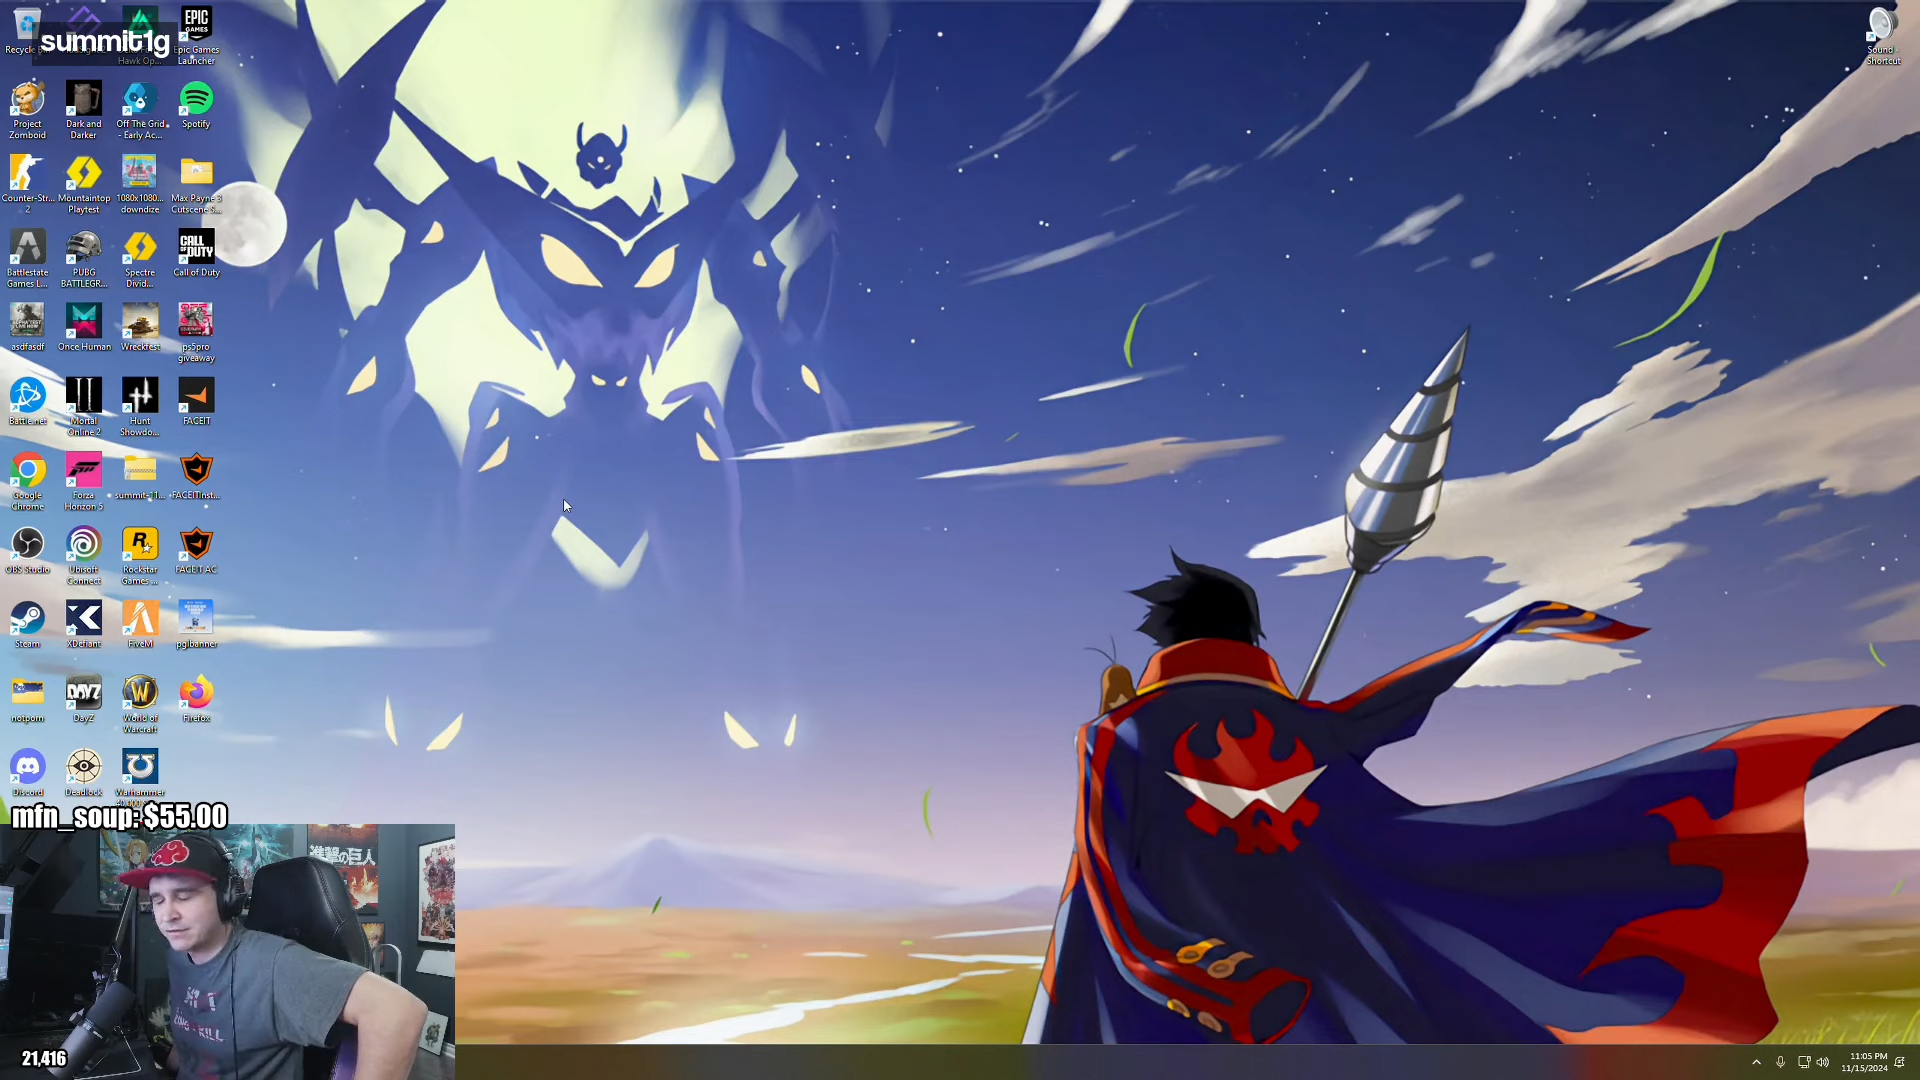 summit1g
Recycle
Hawk Op...
EPIC
GAMES
Epic Games
Launcher
Sound -
Shortcut
Project
Zomboid
Dark and
Darker
Off The Grid
- Early Ac...
Spotify
Counter-Str...
2
Mountaintop
Playtest
1080x1080...
downdize
Max Payne 3
Cutscene S...
Battlestate
Games L...
PUBG
BATTLEGR...
Spectre
Divid...
CALL
OF DUTY
Call of Duty
asdfasdf
Once Human
Wreckfest
ps5pro
giveaway
Battle.net
Mortal
Online 2
Hunt
Showdo...
FACEIT
Google
Chrome
Forza
Horizon 5
summit-11...
FACEITInst...
OBS Studio
Ubisoft
Connect
Rockstar
Games ...
FACEIT AC
Steam
XDefiant
FiveM
pglbanner
notporn
DAYZ
DayZ
World of
Warcraft
Firefox
Discord
Deadlock
Warhammer
mfn_soup: $55.00
進撃の巨人
21,416
11:05 PM
11/15/2024